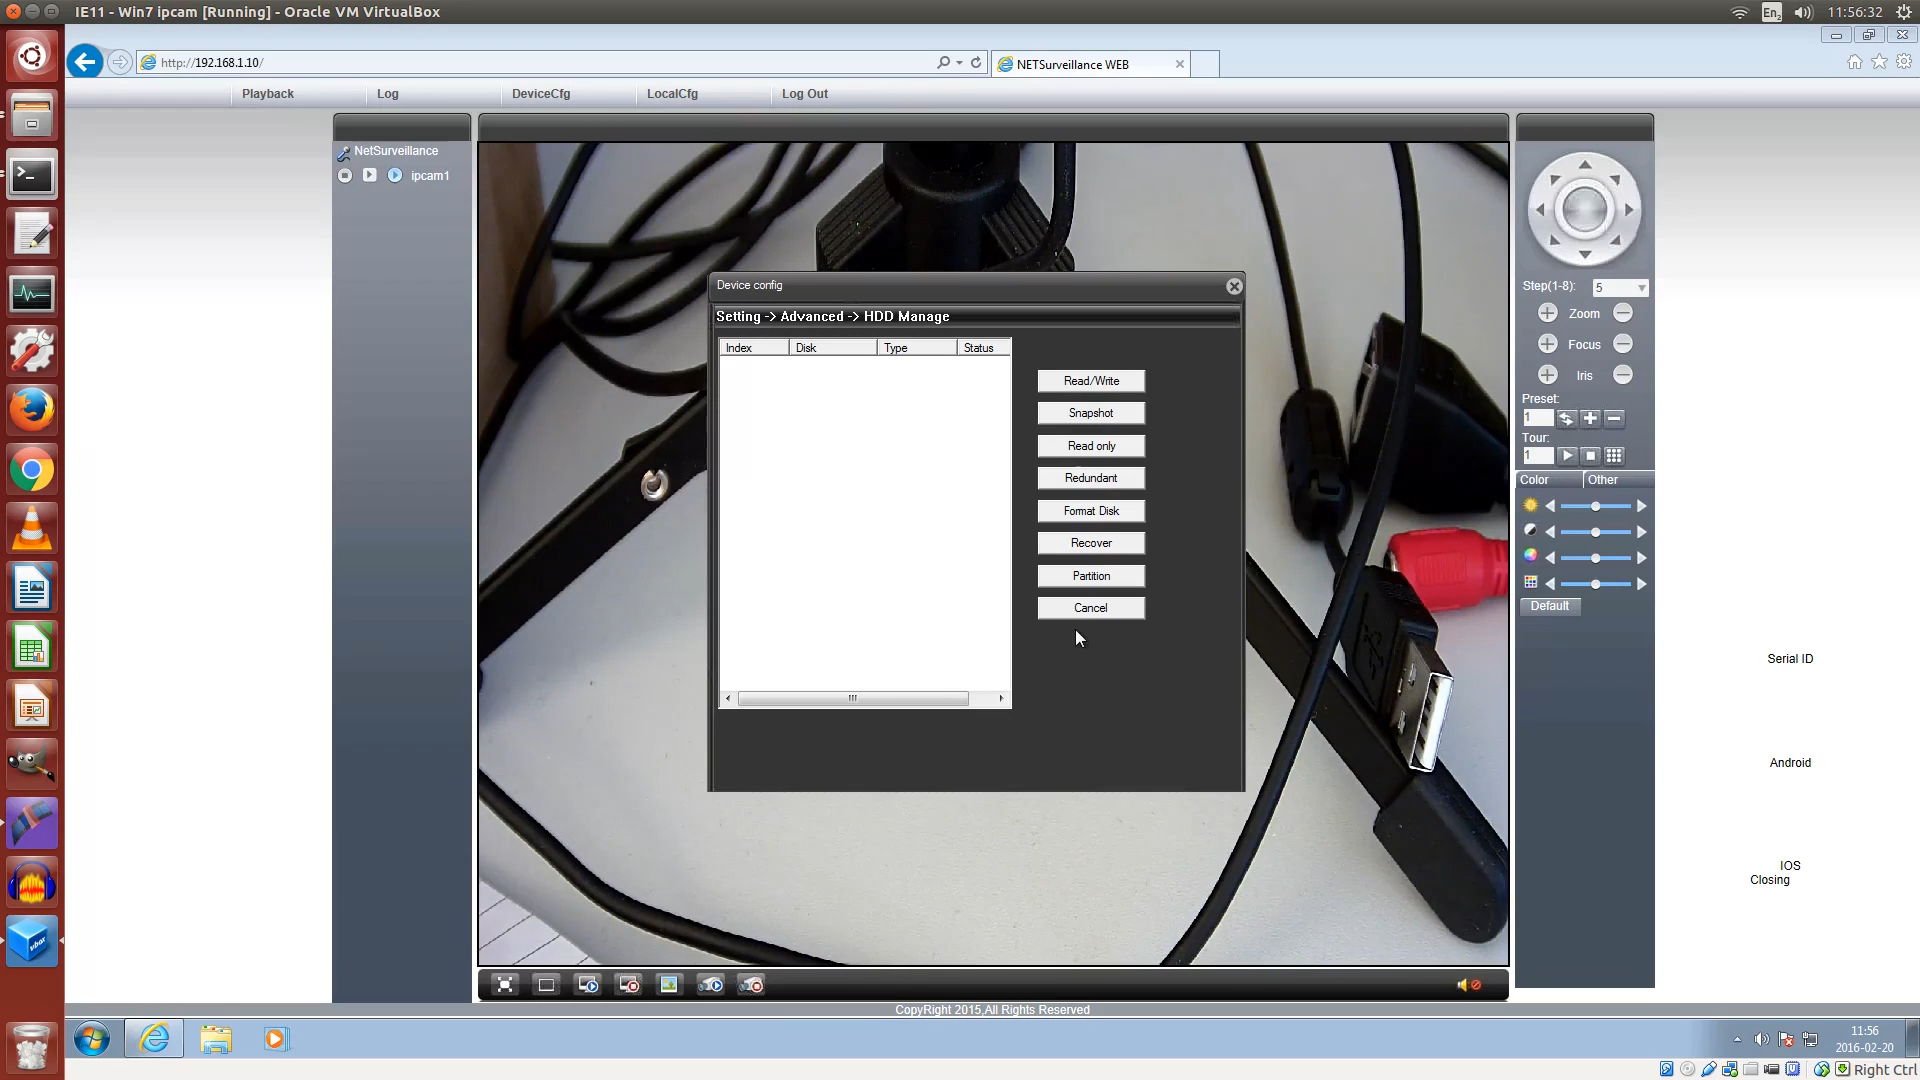 IE11 - Win7 ipcam [Running] - Oracle VM VirtualBox
En2
11:56:32
http://192.168.1.10/
NETSurveillance WEB
Playback
Log
DeviceCfg
LocalCfg
Log Out
NetSurveillance
ipcam1
Device config
Setting -> Advanced -> HDD Manage
Index Disk Type Status
Read/Write
Snapshot
Read only
Redundant
Format Disk
Recover
Partition
Cancel
Step(1-8): 5
Zoom
Focus
Iris
Preset:
1
Tour:
1
Color Other
Default
Serial ID
Android
IOS
Closing
CopyRight 2015,All Rights Reserved
vbox
11:56
2016-02-20
Right Ctrl